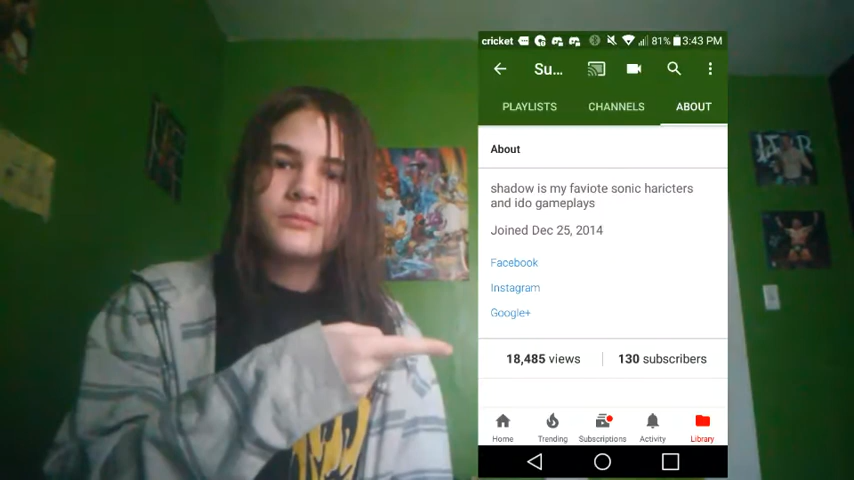 cricket 81% 3:43 PM
Su...
PLAYLISTS CHANNELS ABOUT
About
shadow is my faviote sonic haricters
and ido gameplays
Joined Dec 25, 2014
Facebook
Instagram
Google+
18,485 views 130 subscribers
Home Trending Subscriptions Activity Library